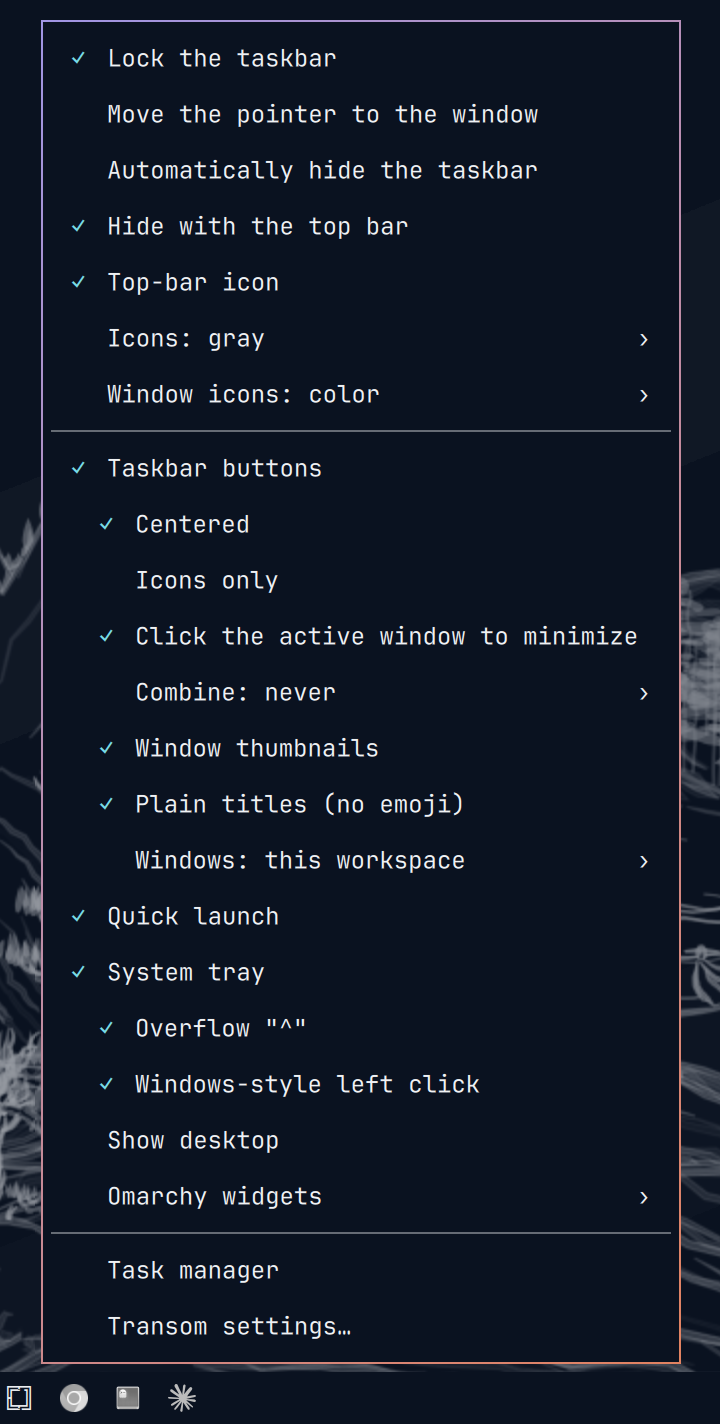 Lock the taskbar
Move the pointer to the window
Automatically hide the taskbar
Hide with the top bar
Top-bar icon
Icons: gray
Window icons: color
Taskbar buttons
Centered
Icons only
Click the active window to minimize
Combine: never
Window thumbnails
Plain titles (no emoji)
Windows: this workspace
Quick launch
System tray
Overflow "^"
Windows-style left click
Show desktop
Omarchy widgets
Task manager
Transom settings…